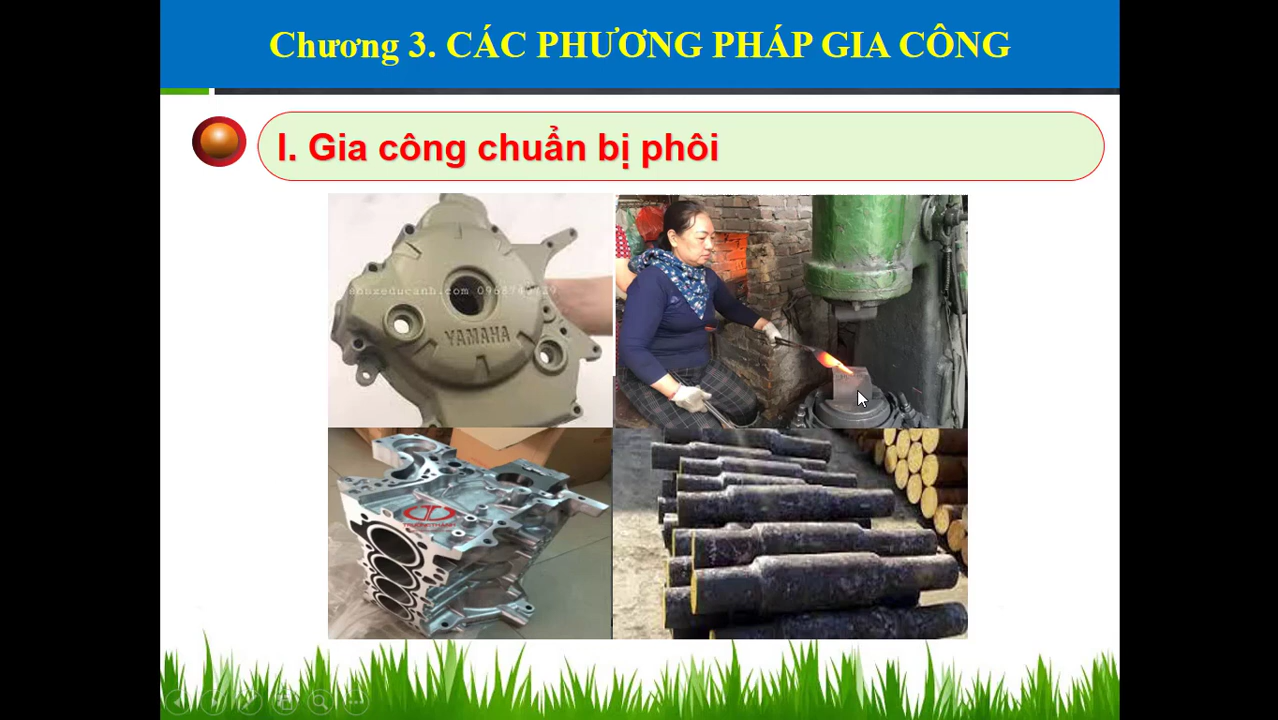 Chương 3. CÁC PHƯƠNG PHÁP GIA CÔNG
I. Gia công chuẩn bị phôi
YAMAHA